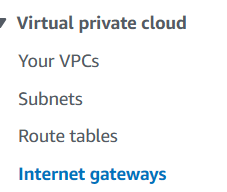 Virtual private cloud
Your VPCs
Subnets
Route tables
Internet gateways